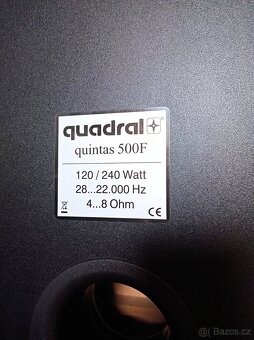 quadral
quintas 500F
120 / 240 Watt
28...22.000 Hz
4...8 Ohm
CE
bazos.cz